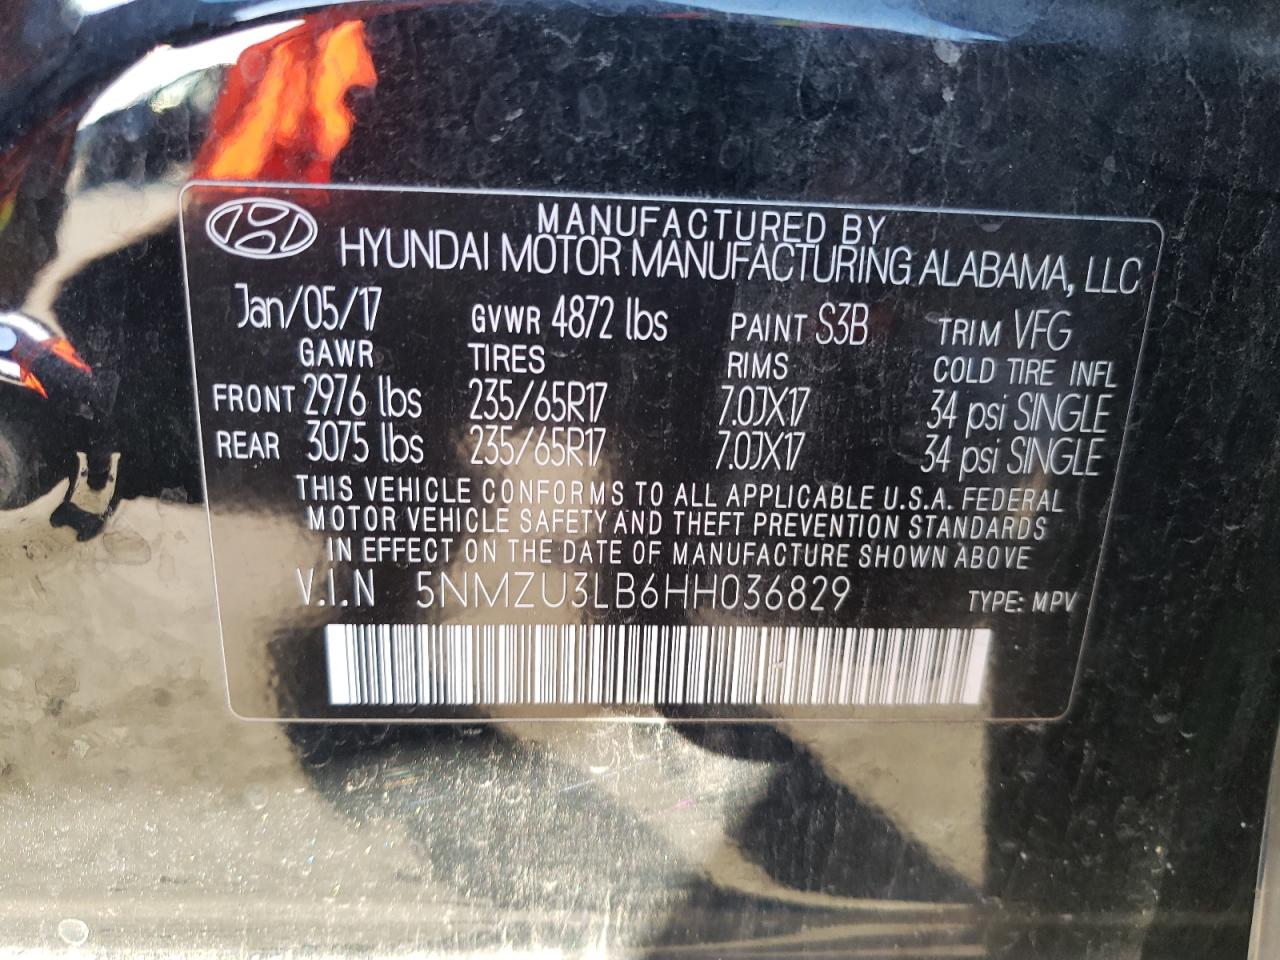 MANUFACTURED BY
HYUNDAI MOTOR MANUFACTURING ALABAMA, LLC
Jan/05/17 GVWR 4872 lbs PAINT S3B TRIM VFG
GAWR TIRES RIMS COLD TIRE INFL
FRONT 2976 lbs 235/65R17 7.0JX17 34 psi SINGLE
REAR 3075 lbs 235/65R17 7.0JX17 34 psi SINGLE
THIS VEHICLE CONFORMS TO ALL APPLICABLE U.S.A. FEDERAL
MOTOR VEHICLE SAFETY AND THEFT PREVENTION STANDARDS
IN EFFECT ON THE DATE OF MANUFACTURE SHOWN ABOVE
V.I.N 5NMZU3LB6HH036829 TYPE: MPV